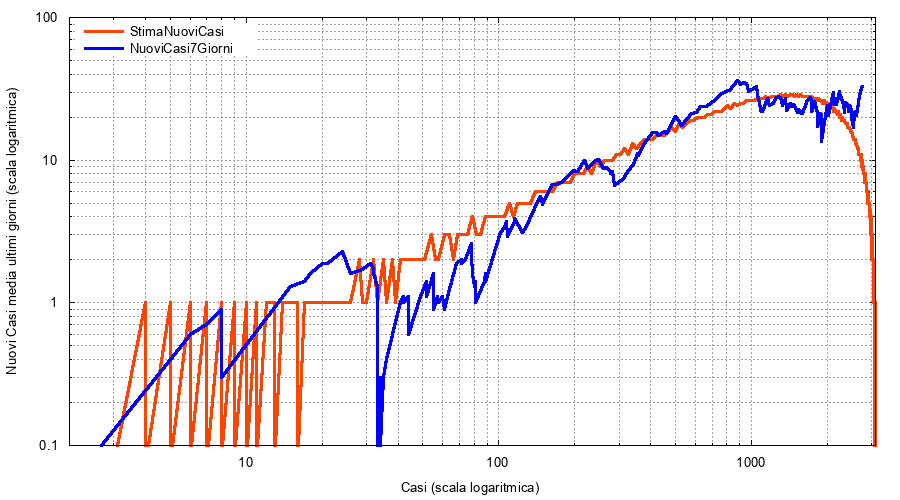 100
StimaNuoviCasi
NuoviCasi7Giorni
Nuovi Casi media ultimi giorni (scala logaritmica)
10
1
0.1
10 100 1000
Casi (scala logaritmica)